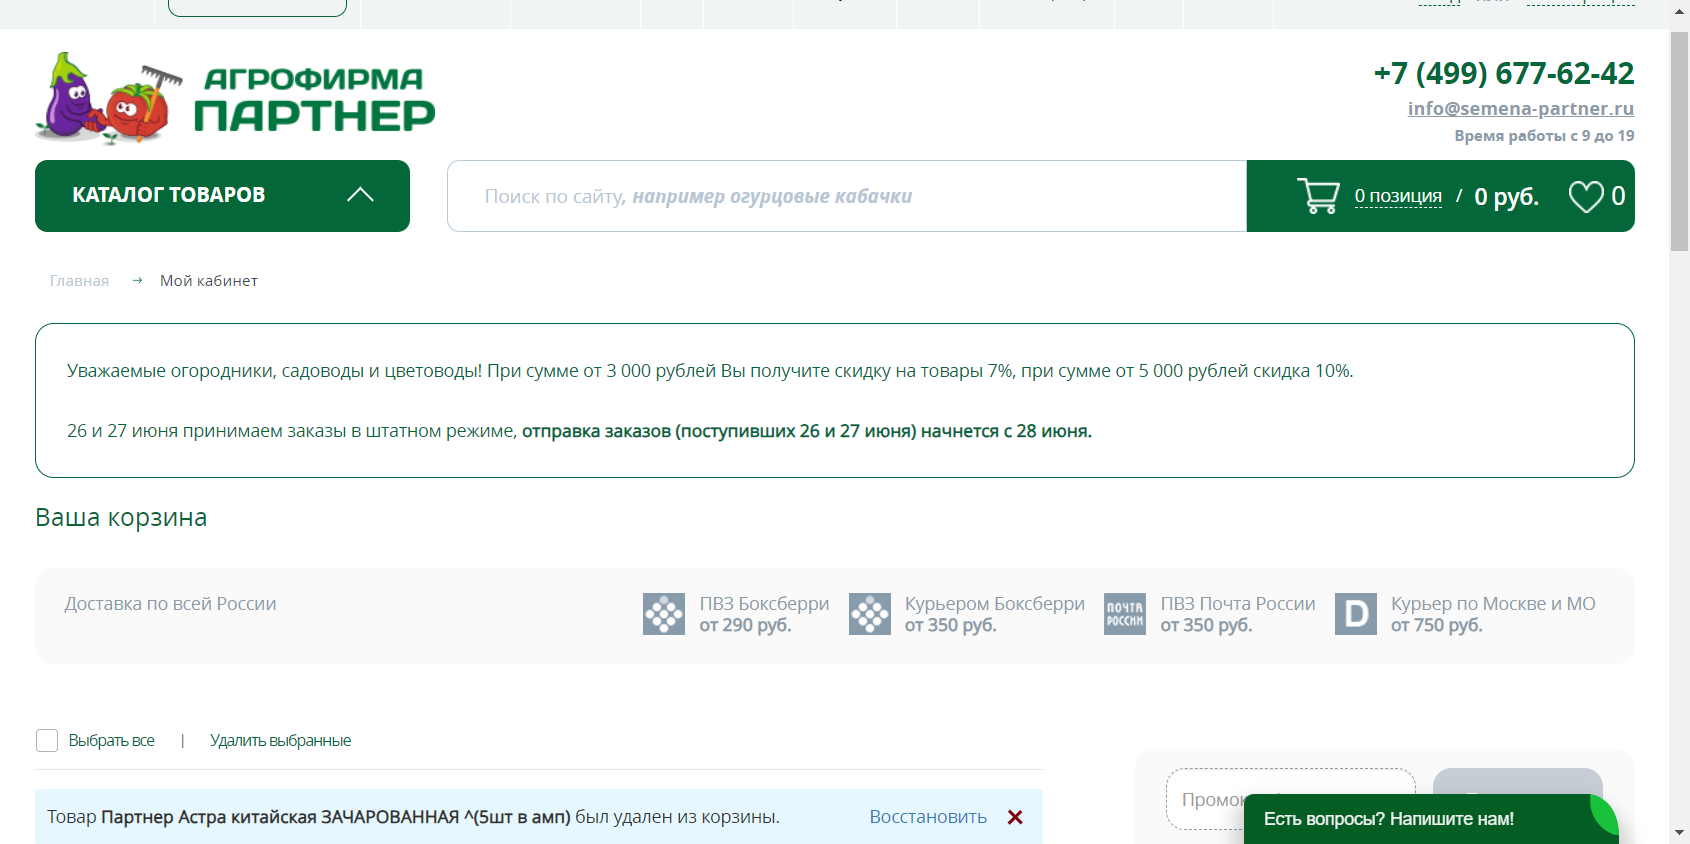 АГРОФИРМА
ПАРТНЕР
+7 (499) 677-62-42
info@semena-partner.ru
Время работы с 9 до 19
КАТАЛОГ ТОВАРОВ
Поиск по сайту, например огурцовые кабачки
0 позиция / 0 руб. 0
Главная → Мой кабинет
Уважаемые огородники, садоводы и цветоводы! При сумме от 3 000 рублей Вы получите скидку на товары 7%, при сумме от 5 000 рублей скидка 10%.
26 и 27 июня принимаем заказы в штатном режиме, отправка заказов (поступивших 26 и 27 июня) начнется с 28 июня.
Ваша корзина
Доставка по всей России
ПВЗ Боксберри
от 290 руб.
Курьером Боксберри
от 350 руб.
ПОЧТА
РОССИИ
ПВЗ Почта России
от 350 руб.
D
Курьер по Москве и МО
от 750 руб.
Выбрать все | Удалить выбранные
Товар Партнер Астра китайская ЗАЧАРОВАННАЯ ^(5шт в амп) был удален из корзины. Восстановить
Есть вопросы? Напишите нам!